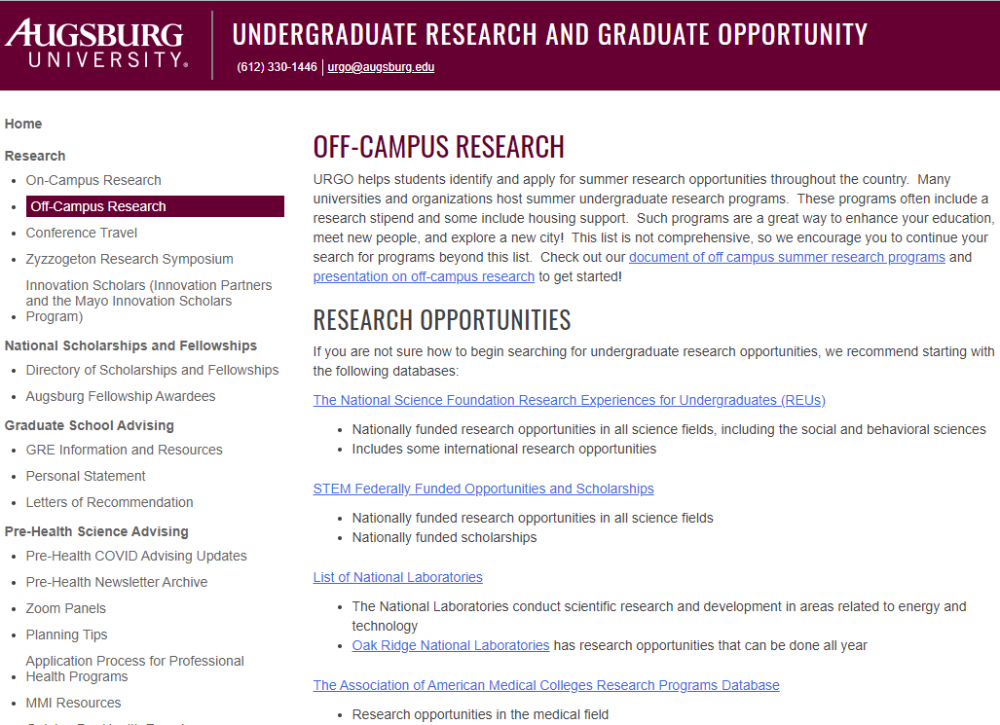 AUGSBURG
UNIVERSITY®
UNDERGRADUATE RESEARCH AND GRADUATE OPPORTUNITY
(612) 330-1446 | urgo@augsburg.edu
Home
Research
• On-Campus Research
• Off-Campus Research
• Conference Travel
• Zyzzogeton Research Symposium
Innovation Scholars (Innovation Partners
and the Mayo Innovation Scholars
• Program)
National Scholarships and Fellowships
• Directory of Scholarships and Fellowships
• Augsburg Fellowship Awardees
Graduate School Advising
• GRE Information and Resources
• Personal Statement
• Letters of Recommendation
Pre-Health Science Advising
• Pre-Health COVID Advising Updates
• Pre-Health Newsletter Archive
• Zoom Panels
• Planning Tips
Application Process for Professional
• Health Programs
• MMI Resources
OFF-CAMPUS RESEARCH
URGO helps students identify and apply for summer research opportunities throughout the country. Many
universities and organizations host summer undergraduate research programs. These programs often include a
research stipend and some include housing support. Such programs are a great way to enhance your education,
meet new people, and explore a new city! This list is not comprehensive, so we encourage you to continue your
search for programs beyond this list. Check out our document of off campus summer research programs and
presentation on off-campus research to get started!
RESEARCH OPPORTUNITIES
If you are not sure how to begin searching for undergraduate research opportunities, we recommend starting with
the following databases:
The National Science Foundation Research Experiences for Undergraduates (REUs)
• Nationally funded research opportunities in all science fields, including the social and behavioral sciences
• Includes some international research opportunities
STEM Federally Funded Opportunities and Scholarships
• Nationally funded research opportunities in all science fields
• Nationally funded scholarships
List of National Laboratories
• The National Laboratories conduct scientific research and development in areas related to energy and
technology
• Oak Ridge National Laboratories has research opportunities that can be done all year
The Association of American Medical Colleges Research Programs Database
• Research opportunities in the medical field